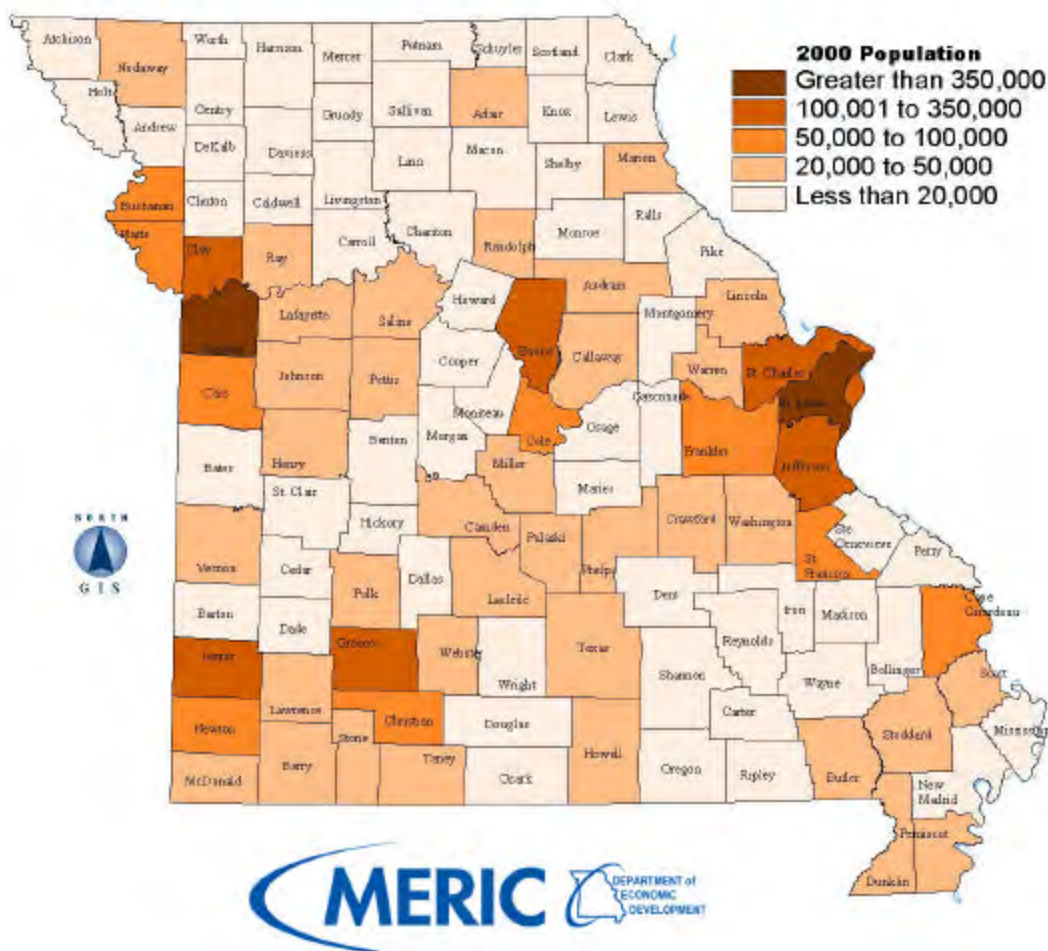 2000 Population
Greater than 350,000
100,001 to 350,000
50,000 to 100,000
20,000 to 50,000
Less than 20,000
Atchison
Nodaway
Worth
Harrison
Mercer
Putnam
Schuyler
Scotland
Clark
Holt
Gentry
Grundy
Sullivan
Adair
Knox
Lewis
Andrew
DeKalb
Daviess
Linn
Macon
Shelby
Marion
Buchanan
Clinton
Caldwell
Livingston
Chariton
Ralls
Platte
Clay
Ray
Carroll
Randolph
Monroe
Pike
Howard
Audrain
Lincoln
Lafayette
Saline
Boone
Montgomery
Cooper
Callaway
Warren
St. Charles
Cass
Johnson
Pettis
Moniteau
Gasconade
St. Louis
Morgan
Cole
Osage
Franklin
Jefferson
Bates
Henry
Benton
Miller
Maries
St. Clair
Hickory
Camden
Pulaski
Crawford
Washington
Ste
Genevieve
Perry
Vernon
Cedar
Dallas
Phelps
St
Francois
Polk
Laclede
Dent
Iron
Madison
Cape
Girardeau
Barton
Dade
Greene
Webster
Texas
Reynolds
Bollinger
Jasper
Wright
Shannon
Wayne
Scott
Lawrence
Christian
Douglas
Carter
Stoddard
Mississippi
Newton
Stone
Taney
Howell
McDonald
Barry
Ozark
Oregon
Ripley
Butler
New
Madrid
Pemiscot
Dunklin
NORTH
GIS
MERIC
DEPARTMENT of
ECONOMIC
DEVELOPMENT